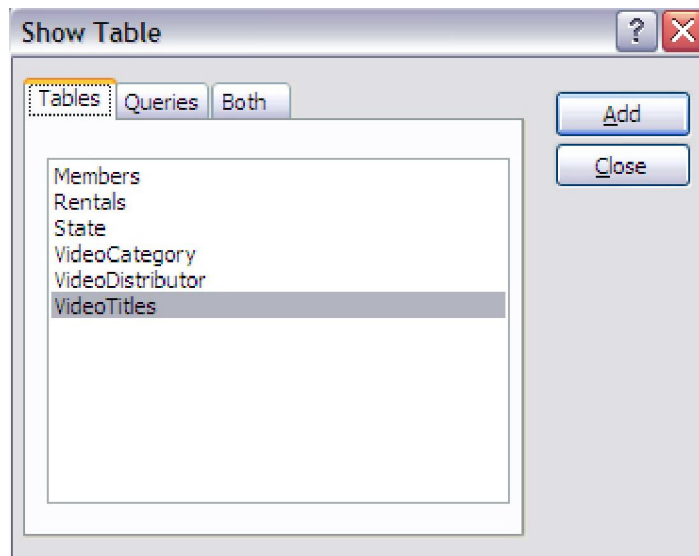 Show Table
?
Tables Queries Both
Add
Close
Members
Rentals
State
VideoCategory
VideoDistributor
VideoTitles